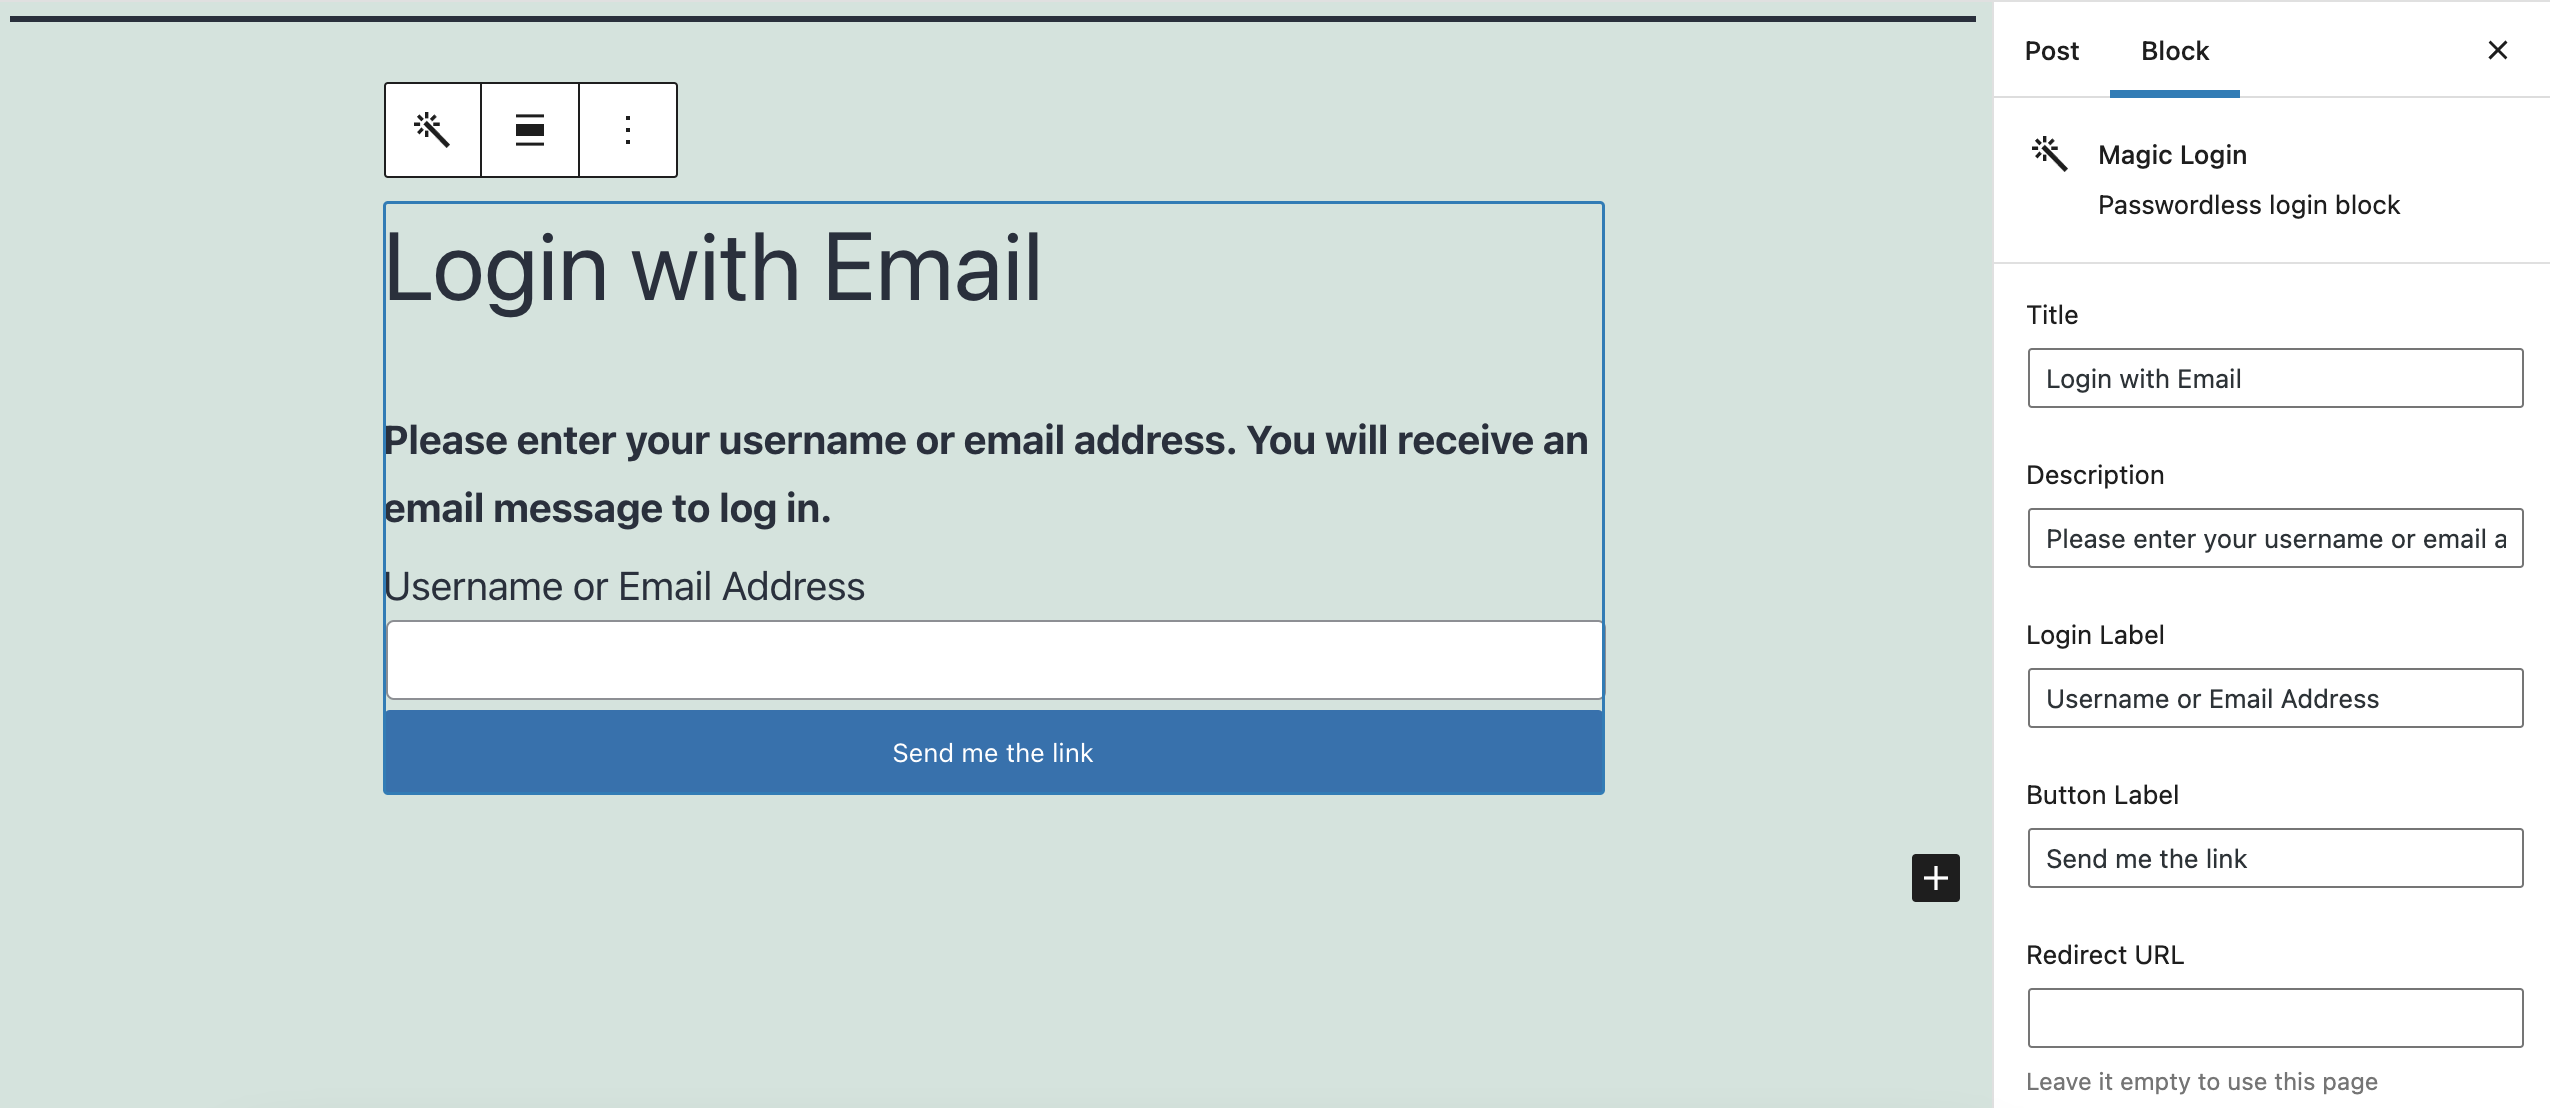 Login with Email
Please enter your username or email address. You will receive an
email message to log in.
Username or Email Address
Send me the link
Post
Block
Magic Login
Passwordless login block
Title
Login with Email
Description
Please enter your username or email a
Login Label
Username or Email Address
Button Label
Send me the link
Redirect URL
Leave it empty to use this page